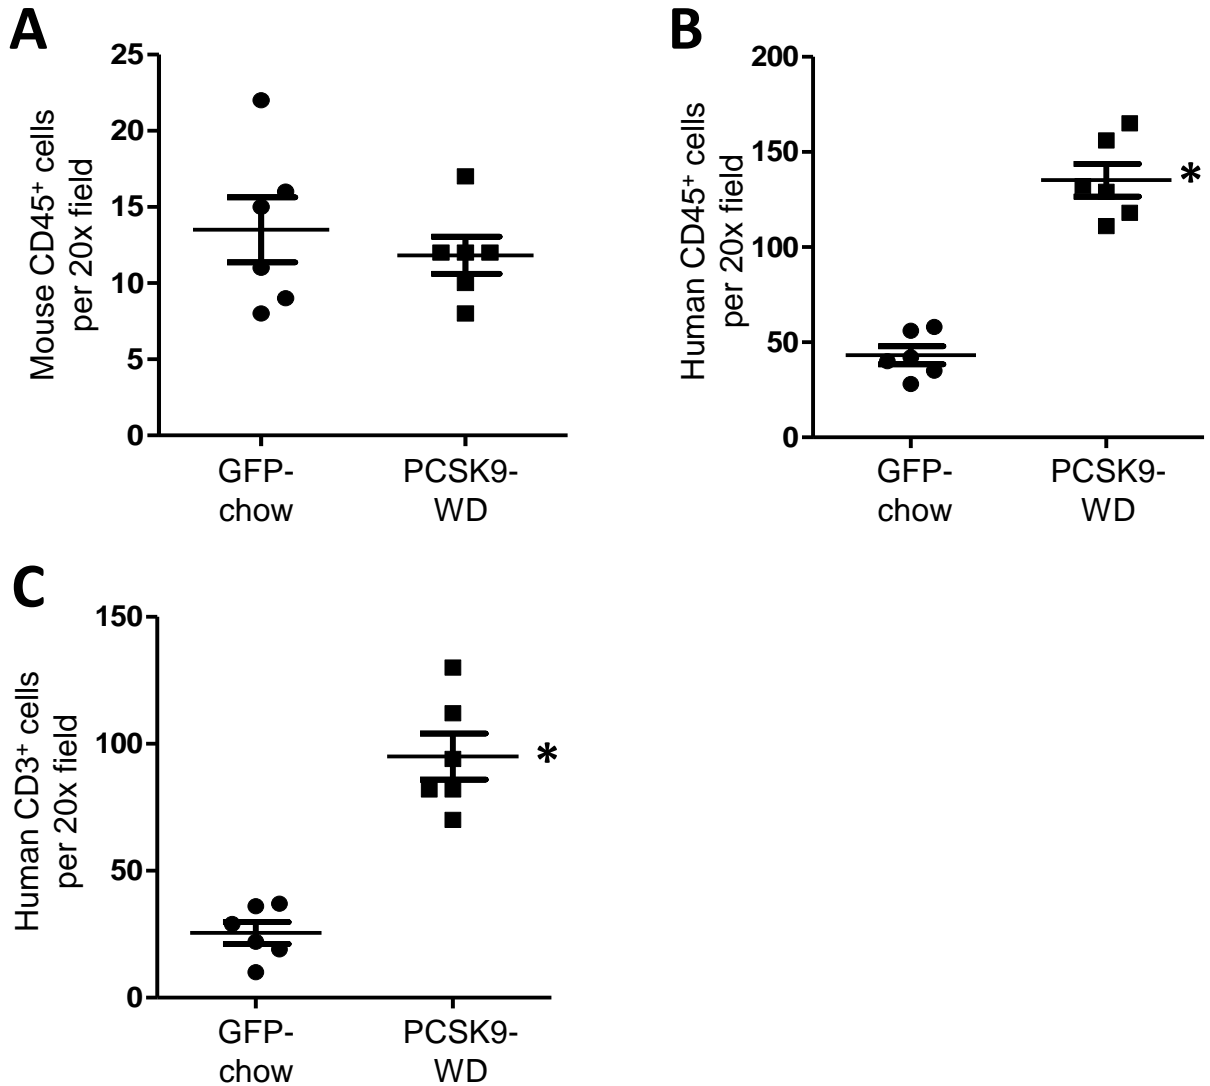 A
Mouse CD45⁺ cells
per 20x field
25
20
15
10
5
0
GFP-
chow
PCSK9-
WD
B
Human CD45⁺ cells
per 20x field
200
150
100
50
0
*
GFP-
chow
PCSK9-
WD
C
Human CD3⁺ cells
per 20x field
150
100
50
0
*
GFP-
chow
PCSK9-
WD